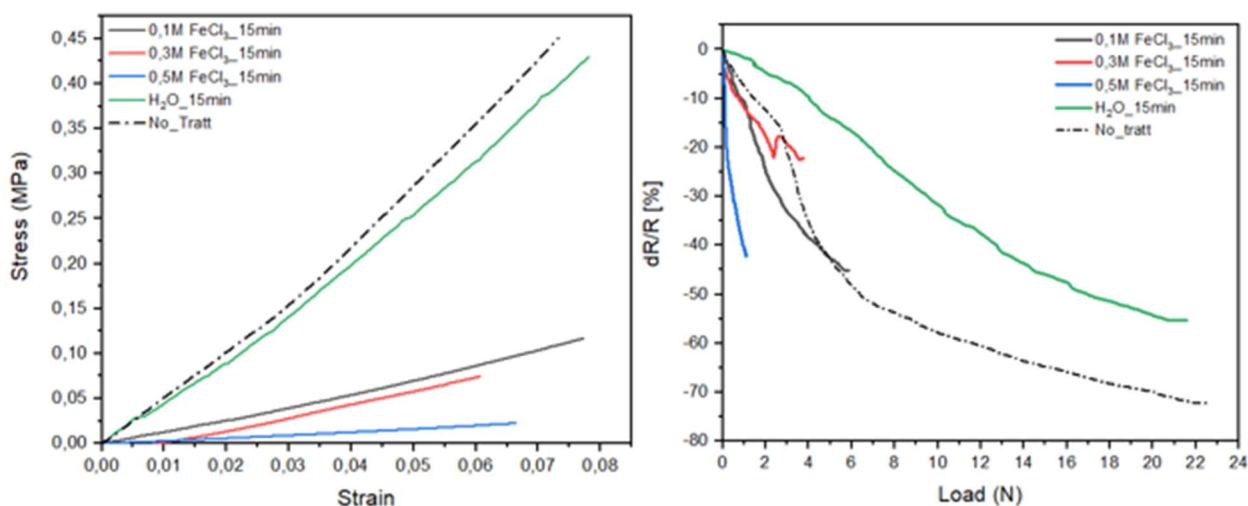 0,45
0,40
0,35
0,30
0,25
0,20
0,15
0,10
0,05
0,00
Stress (MPa)
0,1M FeCl₃_15min
0,3M FeCl₃_15min
0,5M FeCl₃_15min
H₂O_15min
No_Tratt
0,00 0,01 0,02 0,03 0,04 0,05 0,06 0,07 0,08
Strain
0
-10
-20
-30
-40
-50
-60
-70
-80
dR/R [%]
0,1M FeCl₃_15min
0,3M FeCl₃_15min
0,5M FeCl₃_15min
H₂O_15min
No_tratt
0 2 4 6 8 10 12 14 16 18 20 22 24
Load (N)